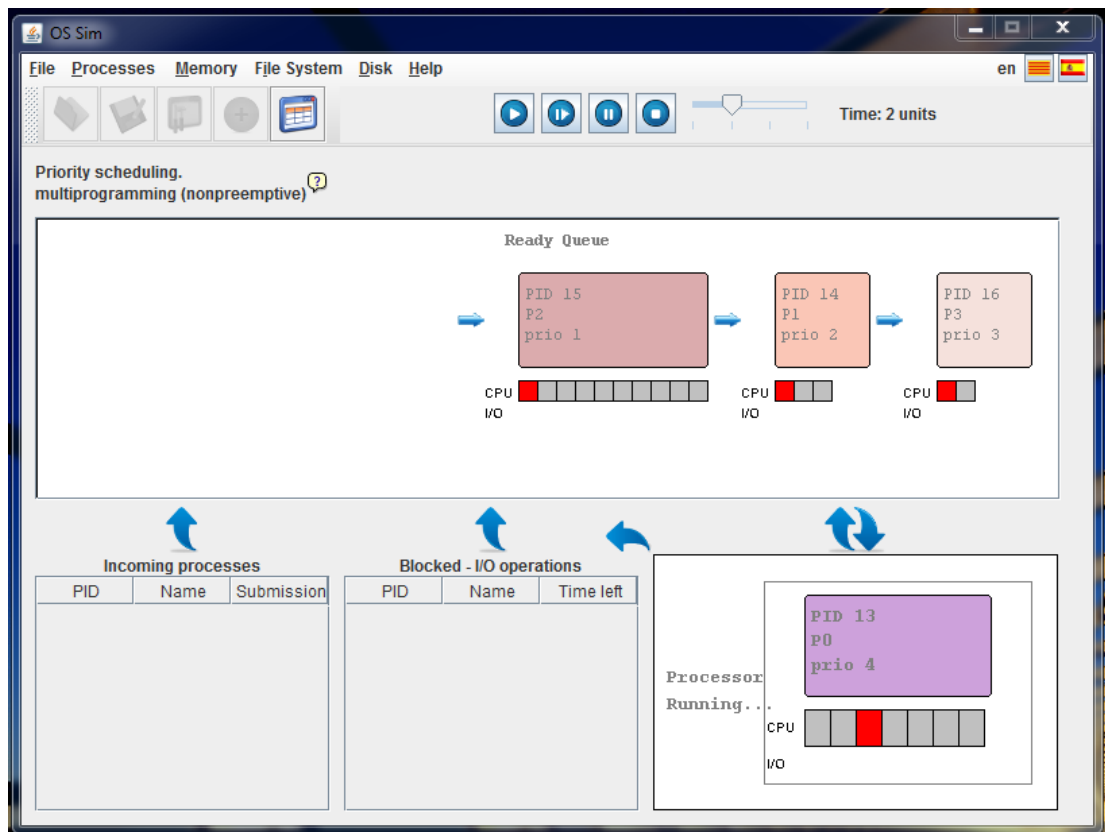 OS Sim
File Processes Memory File System Disk Help
en
Time: 2 units
Priority scheduling.
multiprogramming (nonpreemptive)
?
Ready Queue
PID 15
P2
prio 1
CPU
I/O
PID 14
P1
prio 2
CPU
I/O
PID 16
P3
prio 3
CPU
I/O
Incoming processes
PID Name Submission
Blocked - I/O operations
PID Name Time left
Processor
Running...
PID 13
P0
prio 4
CPU
I/O